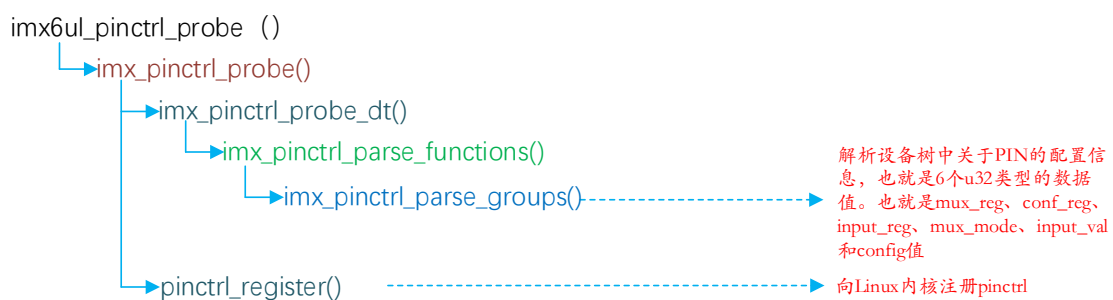 imx6ul_pinctrl_probe（）
imx_pinctrl_probe()
imx_pinctrl_probe_dt()
imx_pinctrl_parse_functions()
imx_pinctrl_parse_groups()
解析设备树中关于PIN的配置信
息，也就是6个u32类型的数据
值。也就是mux_reg、conf_reg、
input_reg、mux_mode、input_val
和config值
pinctrl_register()
向Linux内核注册pinctrl